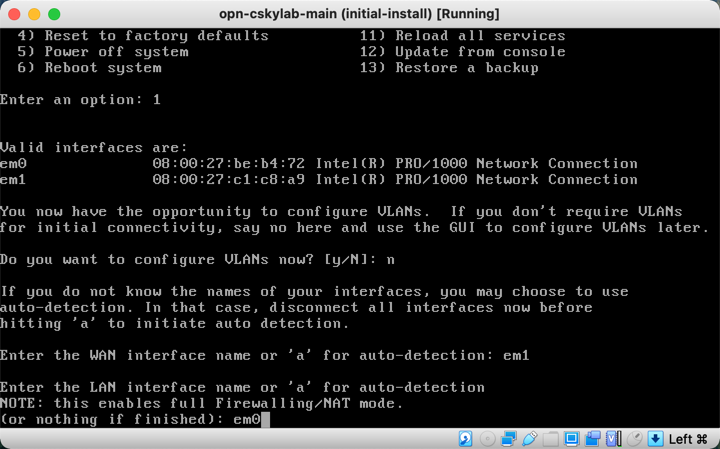 opn-cskylab-main (initial-install) [Running]
4) Reset to factory defaults 11) Reload all services
5) Power off system 12) Update from console
6) Reboot system 13) Restore a backup
Enter an option: 1
Valid interfaces are:
em0 08:00:27:be:b4:72 Intel(R) PRO/1000 Network Connection
em1 08:00:27:c1:c8:a9 Intel(R) PRO/1000 Network Connection
You now have the opportunity to configure VLANs. If you don't require VLANs
for initial connectivity, say no here and use the GUI to configure VLANs later.
Do you want to configure VLANs now? [y/N]: n
If you do not know the names of your interfaces, you may choose to use
auto-detection. In that case, disconnect all interfaces now before
hitting 'a' to initiate auto detection.
Enter the WAN interface name or 'a' for auto-detection: em1
Enter the LAN interface name or 'a' for auto-detection
NOTE: this enables full Firewalling/NAT mode.
(or nothing if finished): em0
Left ⌘